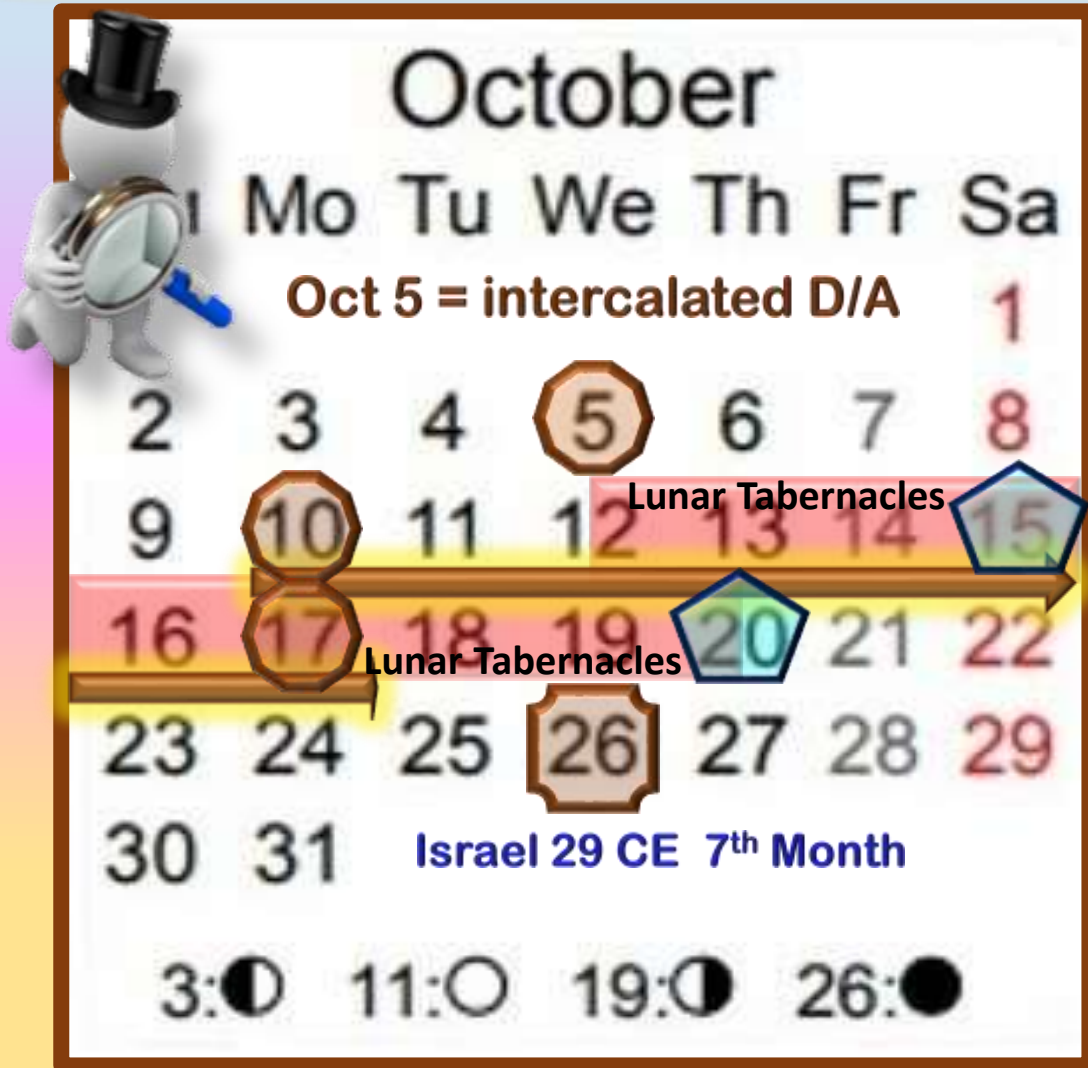 October
u Mo Tu We Th Fr Sa
Oct 5 = intercalated D/A 1
2 3 4 5 6 7 8
Lunar Tabernacles
9 10 11 12 13 14 15
16 17 18 19 20 21 22
Lunar Tabernacles
23 24 25 26 27 28 29
30 31 Israel 29 CE 7th Month
3: 11: 19: 26: